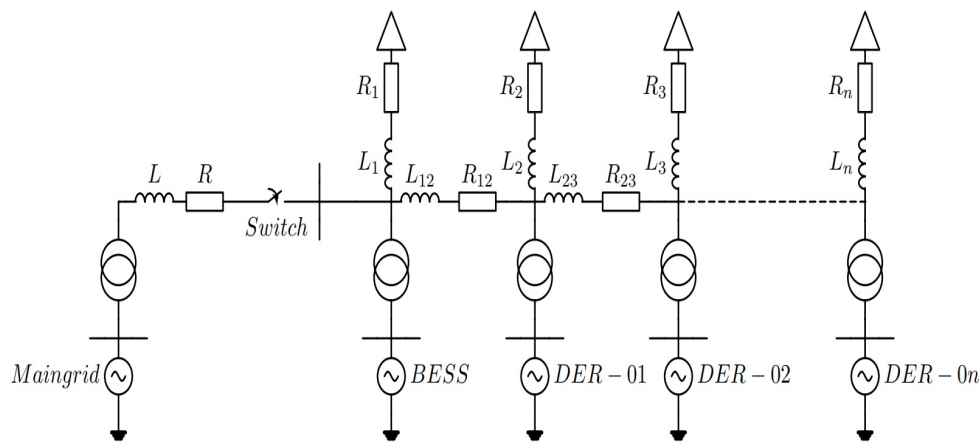 R₁ R₂ R₃ Rₙ
L R L₁ L₁₂ R₁₂ L₂ L₂₃ R₂₃ L₃ Lₙ
Switch
Maingrid BESS DER − 01 DER − 02 DER − 0n